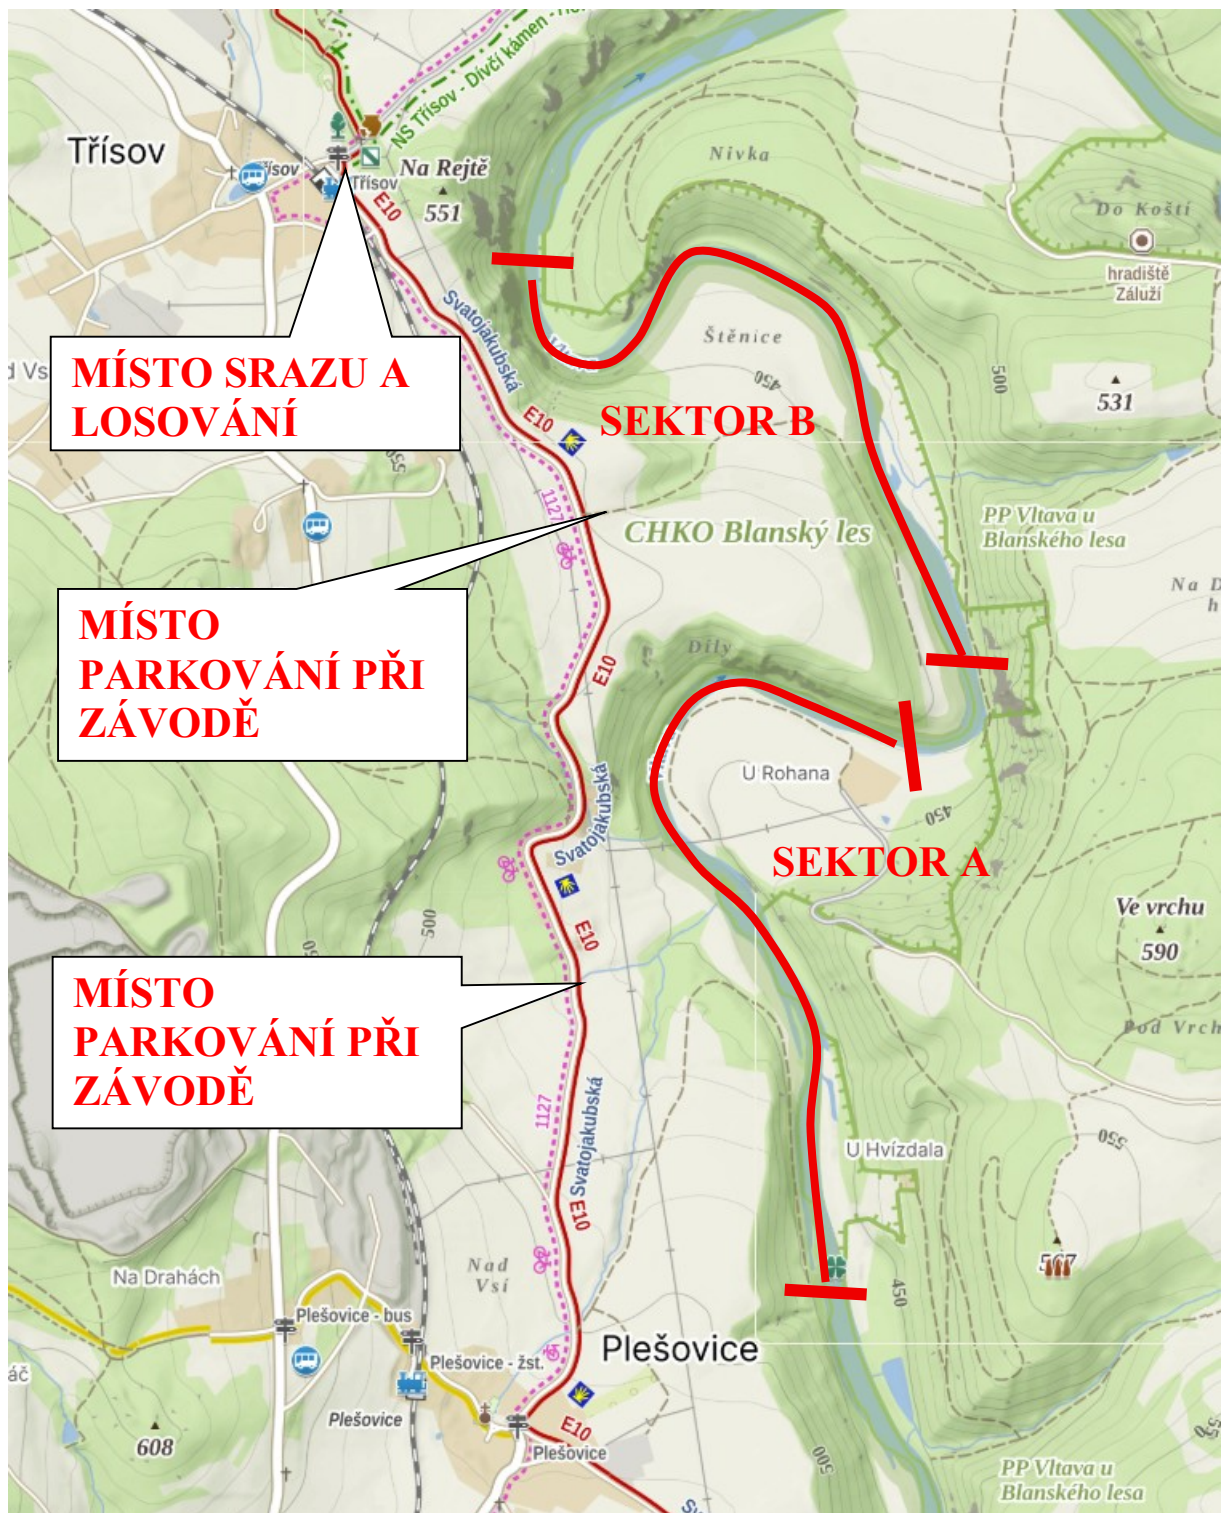 NS Třísov - Dívčí kámen - Hol
Třísov
Třísov
Třísov
Na Rejtě
551
Nivka
Do Koští
hradiště
Záluží
E10
Svatojakubská
Štěnice
450
500
531
MÍSTO SRAZU A
LOSOVÁNÍ
E10
SEKTOR B
550
1127
CHKO Blanský les
PP Vltava u
Blanského lesa
MÍSTO
PARKOVÁNÍ PŘI
ZÁVODĚ
E10
Díly
U Rohana
450
Svatojakubská
SEKTOR A
500
E10
Ve vrchu
590
MÍSTO
PARKOVÁNÍ PŘI
ZÁVODĚ
Pod Vrch
1127
Svatojakubská
E10
550
U Hvízdala
Nad
Vsí
567
450
Na Drahách
Plešovice - bus
Plešovice
Plešovice - žst.
áč
Plešovice
608
E10
Plešovice
500
PP Vltava u
Blanského lesa